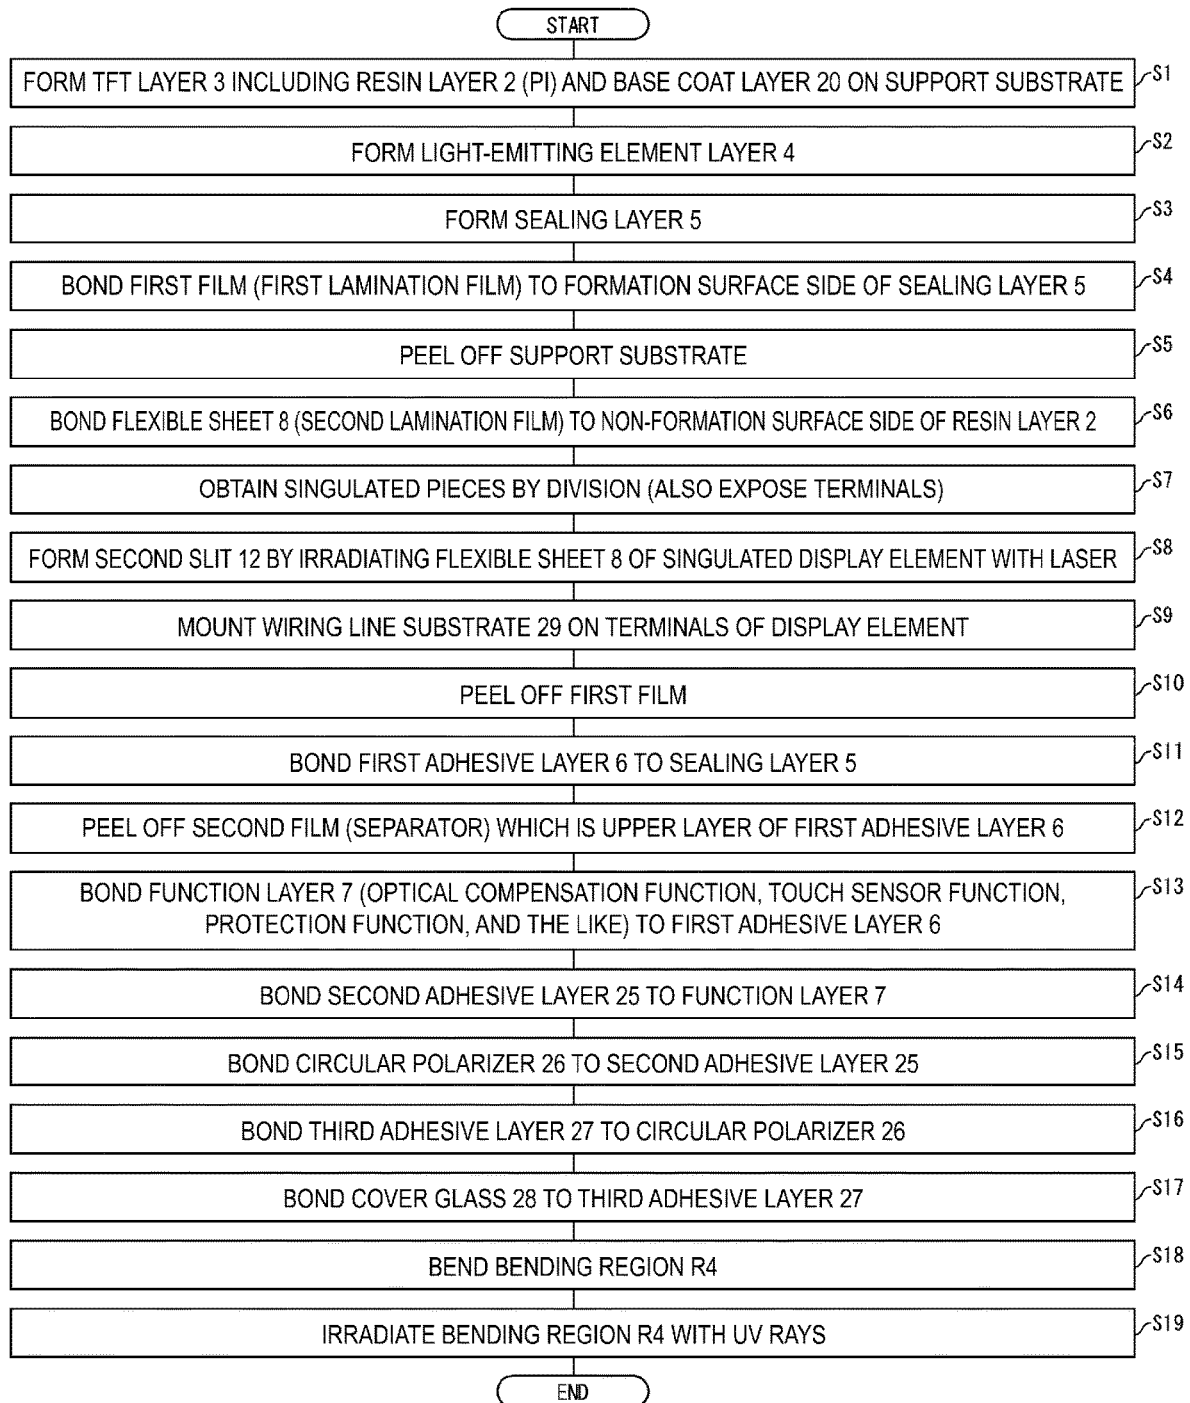 START
FORM TFT LAYER 3 INCLUDING RESIN LAYER 2 (PI) AND BASE COAT LAYER 20 ON SUPPORT SUBSTRATE
S1
FORM LIGHT-EMITTING ELEMENT LAYER 4
S2
FORM SEALING LAYER 5
S3
BOND FIRST FILM (FIRST LAMINATION FILM) TO FORMATION SURFACE SIDE OF SEALING LAYER 5
S4
PEEL OFF SUPPORT SUBSTRATE
S5
BOND FLEXIBLE SHEET 8 (SECOND LAMINATION FILM) TO NON-FORMATION SURFACE SIDE OF RESIN LAYER 2
S6
OBTAIN SINGULATED PIECES BY DIVISION (ALSO EXPOSE TERMINALS)
S7
FORM SECOND SLIT 12 BY IRRADIATING FLEXIBLE SHEET 8 OF SINGULATED DISPLAY ELEMENT WITH LASER
S8
MOUNT WIRING LINE SUBSTRATE 29 ON TERMINALS OF DISPLAY ELEMENT
S9
PEEL OFF FIRST FILM
S10
BOND FIRST ADHESIVE LAYER 6 TO SEALING LAYER 5
S11
PEEL OFF SECOND FILM (SEPARATOR) WHICH IS UPPER LAYER OF FIRST ADHESIVE LAYER 6
S12
BOND FUNCTION LAYER 7 (OPTICAL COMPENSATION FUNCTION, TOUCH SENSOR FUNCTION,
PROTECTION FUNCTION, AND THE LIKE) TO FIRST ADHESIVE LAYER 6
S13
BOND SECOND ADHESIVE LAYER 25 TO FUNCTION LAYER 7
S14
BOND CIRCULAR POLARIZER 26 TO SECOND ADHESIVE LAYER 25
S15
BOND THIRD ADHESIVE LAYER 27 TO CIRCULAR POLARIZER 26
S16
BOND COVER GLASS 28 TO THIRD ADHESIVE LAYER 27
S17
BEND BENDING REGION R4
S18
IRRADIATE BENDING REGION R4 WITH UV RAYS
S19
END